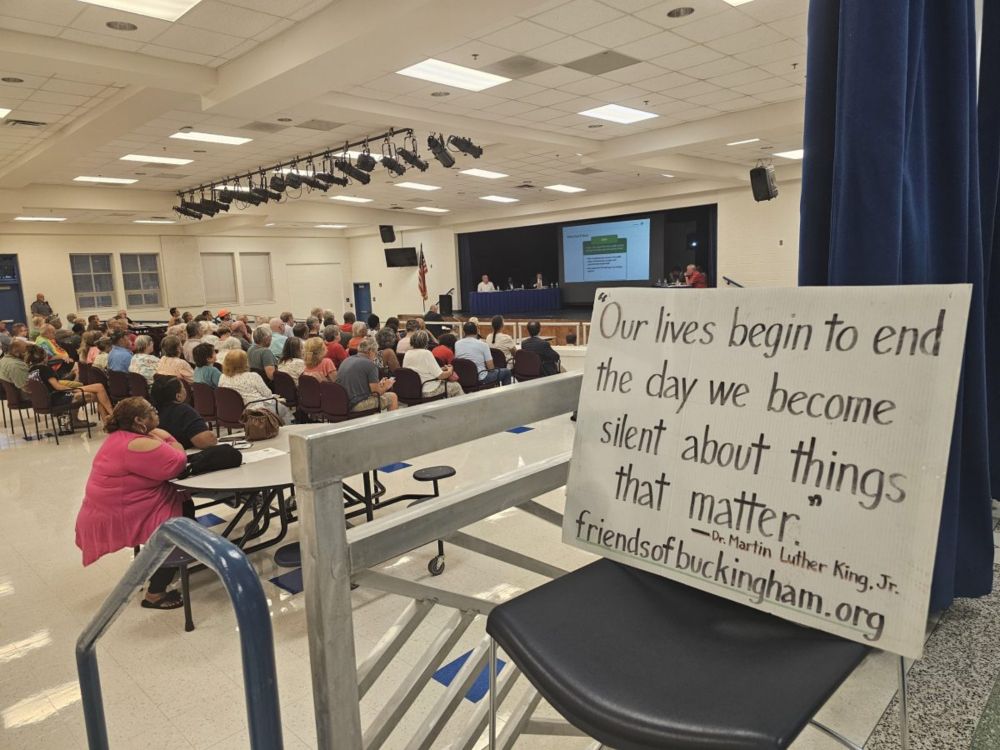 "Our lives begin to end
the day we become
silent about things
that matter."
—Dr. Martin Luther King, Jr.
friendsofbuckingham.org